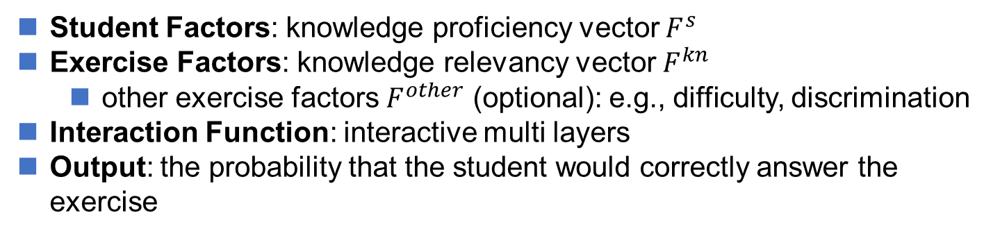 Student Factors: knowledge proficiency vector F^s
Exercise Factors: knowledge relevancy vector F^kn
other exercise factors F^other (optional): e.g., difficulty, discrimination
Interaction Function: interactive multi layers
Output: the probability that the student would correctly answer the
exercise